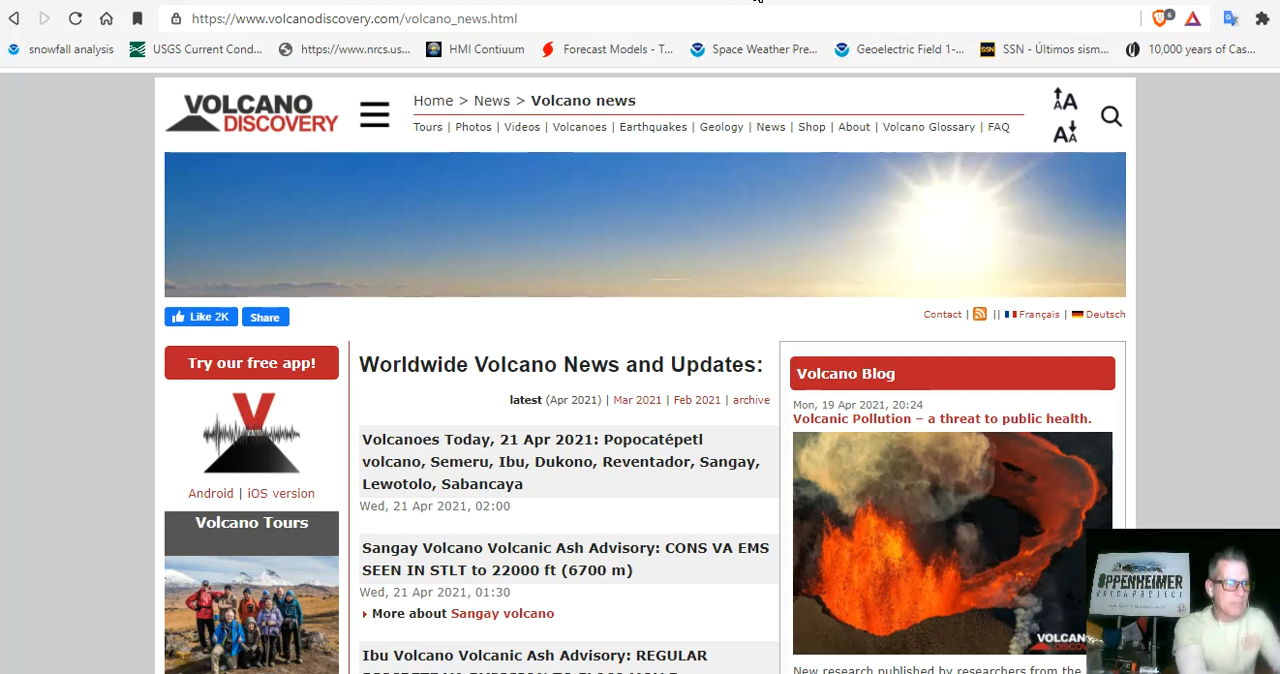 https://www.volcanodiscovery.com/volcano_news.html
6
snowfall analysis
USGS Current Cond...
https://www.nrcs.us...
HMI Contiuum
Forecast Models - T...
Space Weather Pre...
Geoelectric Field 1-...
SSN
SSN - Últimos sism...
10,000 years of Cas...
VOLCANO
DISCOVERY
Home > News > Volcano news
Tours | Photos | Videos | Volcanoes | Earthquakes | Geology | News | Shop | About | Volcano Glossary | FAQ
AA
AA
Like 2K
Share
Contact | || Français | Deutsch
Try our free app!
Android | iOS version
Volcano Tours
Worldwide Volcano News and Updates:
latest (Apr 2021) | Mar 2021 | Feb 2021 | archive
Volcanoes Today, 21 Apr 2021: Popocatépetl
volcano, Semeru, Ibu, Dukono, Reventador, Sangay,
Lewotolo, Sabancaya
Wed, 21 Apr 2021, 02:00
Sangay Volcano Volcanic Ash Advisory: CONS VA EMS
SEEN IN STLT to 22000 ft (6700 m)
Wed, 21 Apr 2021, 01:30
More about Sangay volcano
Ibu Volcano Volcanic Ash Advisory: REGULAR
Volcano Blog
Mon, 19 Apr 2021, 20:24
Volcanic Pollution – a threat to public health.
New research published by researchers from the
OPPENHEIMER